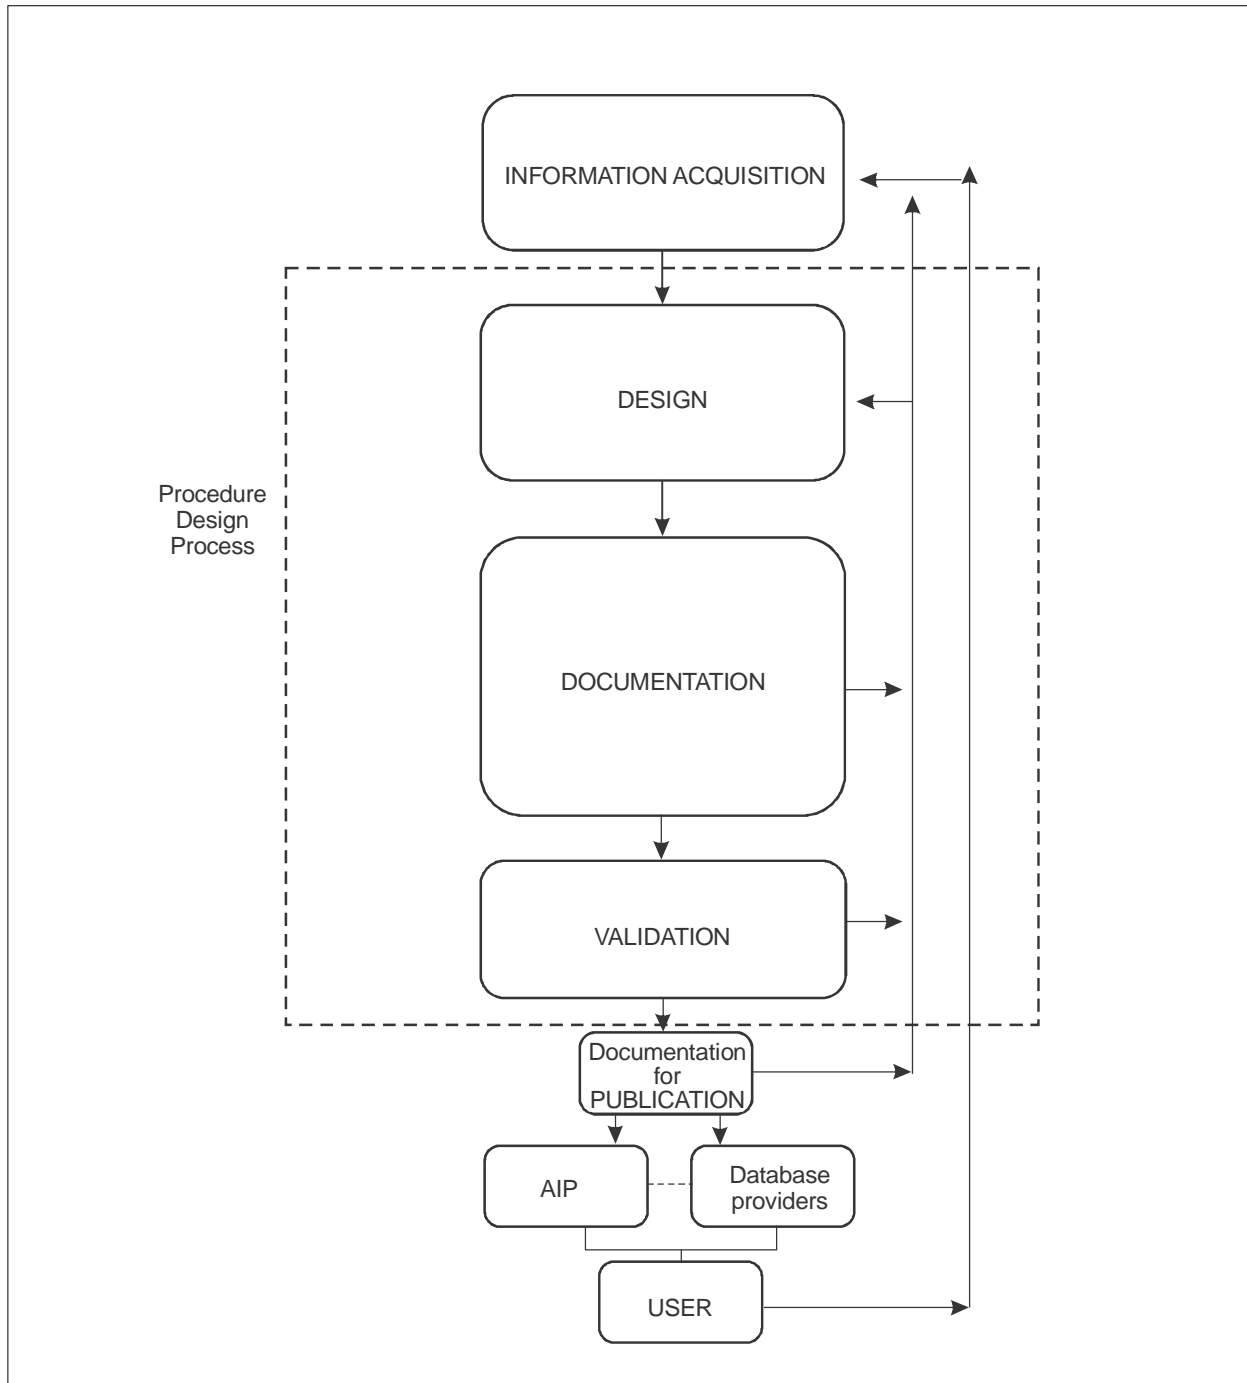 INFORMATION ACQUISITION
DESIGN
Procedure
Design
Process
DOCUMENTATION
VALIDATION
Documentation
for
PUBLICATION
AIP
Database
providers
USER